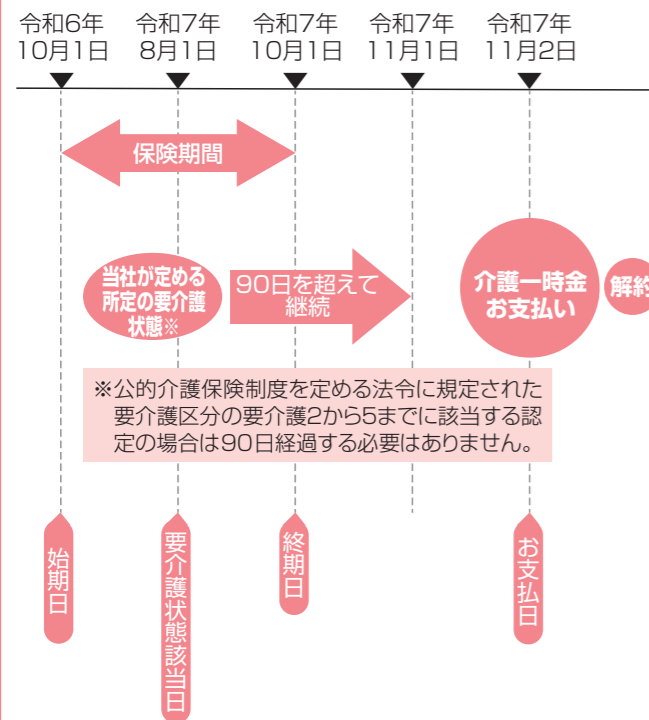 令和6年
10月1日
令和7年
8月1日
令和7年
10月1日
令和7年
11月1日
令和7年
11月2日
保険期間
当社が定める
所定の要介護
状態※
90日を超えて
継続
介護一時金
お支払い
解約
※公的介護保険制度を定める法令に規定された
要介護区分の要介護2から5までに該当する認
定の場合は90日経過する必要はありません。
始期日
要介護状態該当日
終期日
お支払日